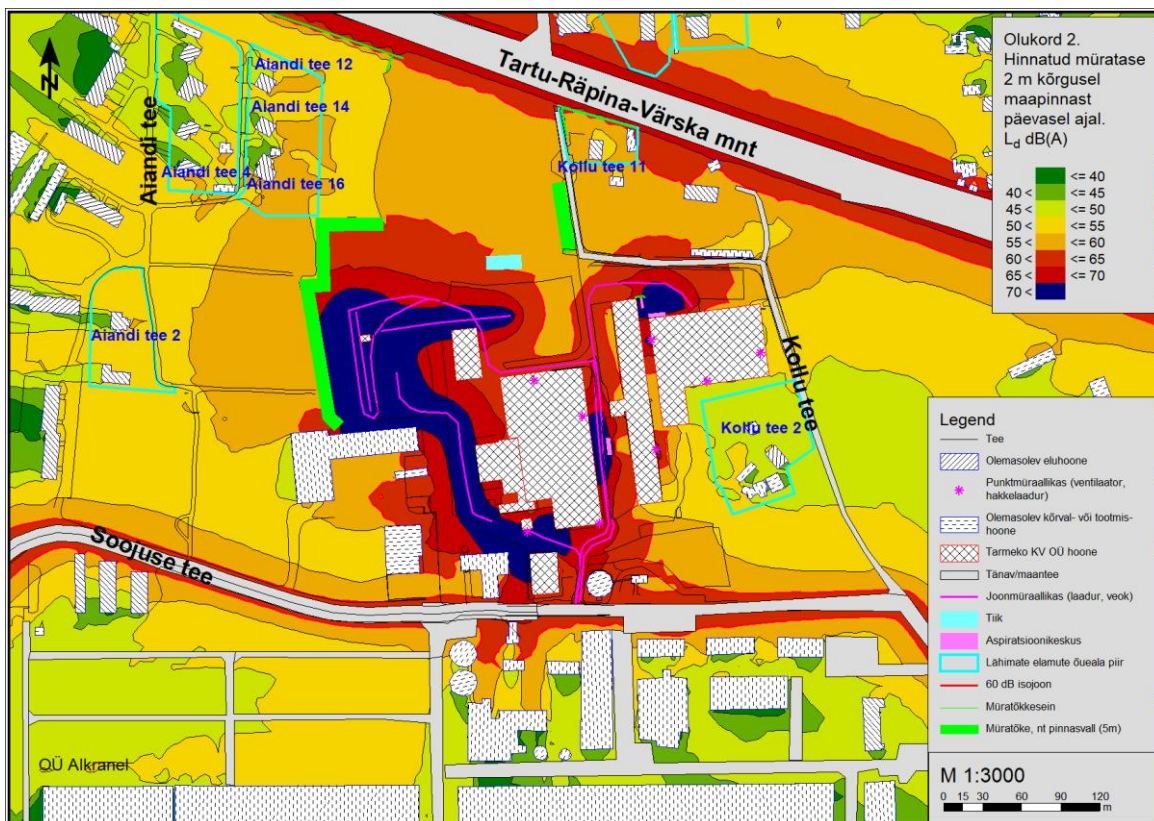 N
Aiandi tee
Aiandi tee 12
Aiandi tee 14
Aiandi tee 4
Aiandi tee 16
Aiandi tee 2
Tartu-Räpina-Värska mnt
Kollu tee 11
Kollu tee
Kollu tee 2
Soojuse tee
OÜ Alkranel
Olukord 2.
Hinnatud müratase
2 m kõrgusel
maapinnast
päevasel ajal.
Ld dB(A)
<= 40
40 < <= 45
45 < <= 50
50 < <= 55
55 < <= 60
60 < <= 65
65 < <= 70
70 <
Legend
Tee
Olemasolev eluhoone
Punktmüraallikas (ventilaator,
hakkelaadur)
Olemasolev kõrval- või tootmis-
hoone
Tarmeko KV OÜ hoone
Tänav/maantee
Joonmüraallikas (laadur, veok)
Tiik
Aspiratsioonikeskus
Lähimate elamute õueala piir
60 dB isojoon
Müratõkkesein
Müratõke, nt pinnasvall (5m)
M 1:3000
0 15 30 60 90 120
m